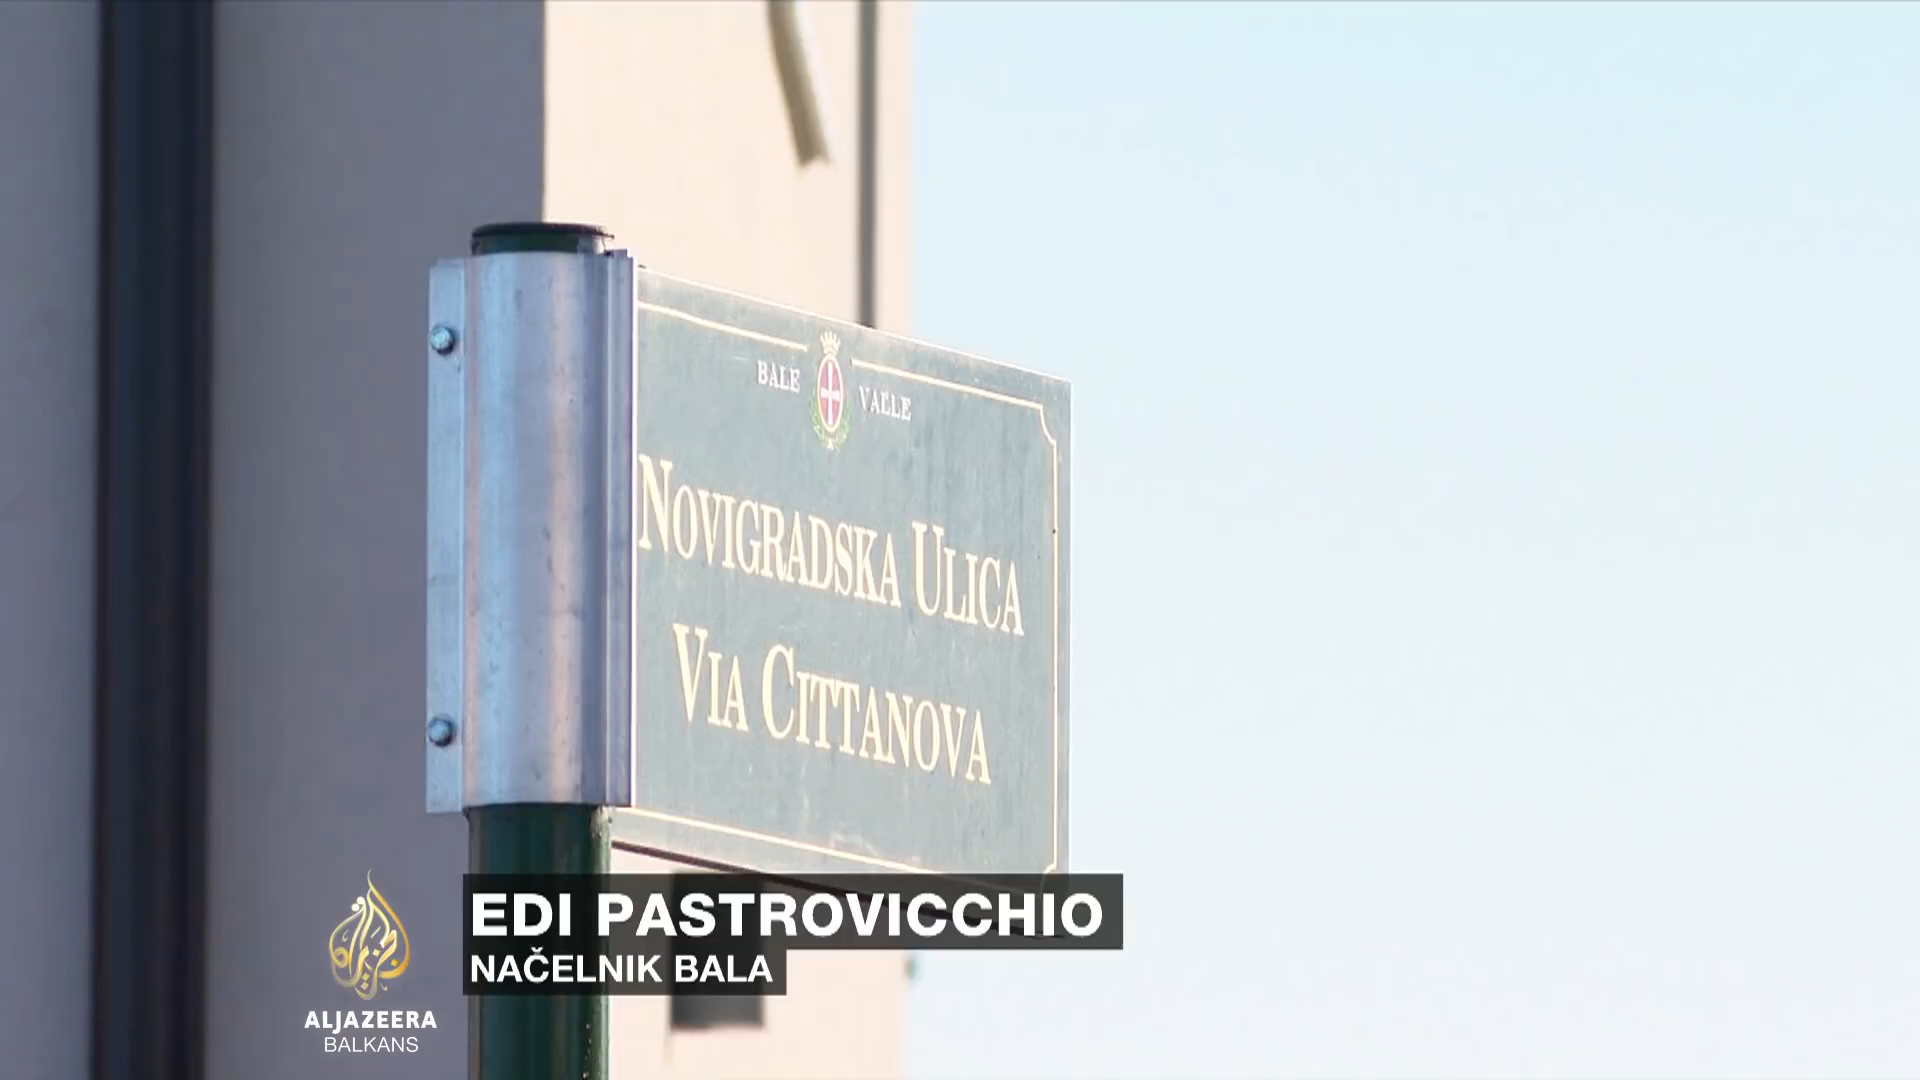 BALE VALLE
NOVIGRADSKA ULICA
VIA CITTANOVA
EDI PASTROVICCHIO
NAČELNIK BALA
ALJAZEERA
BALKANS